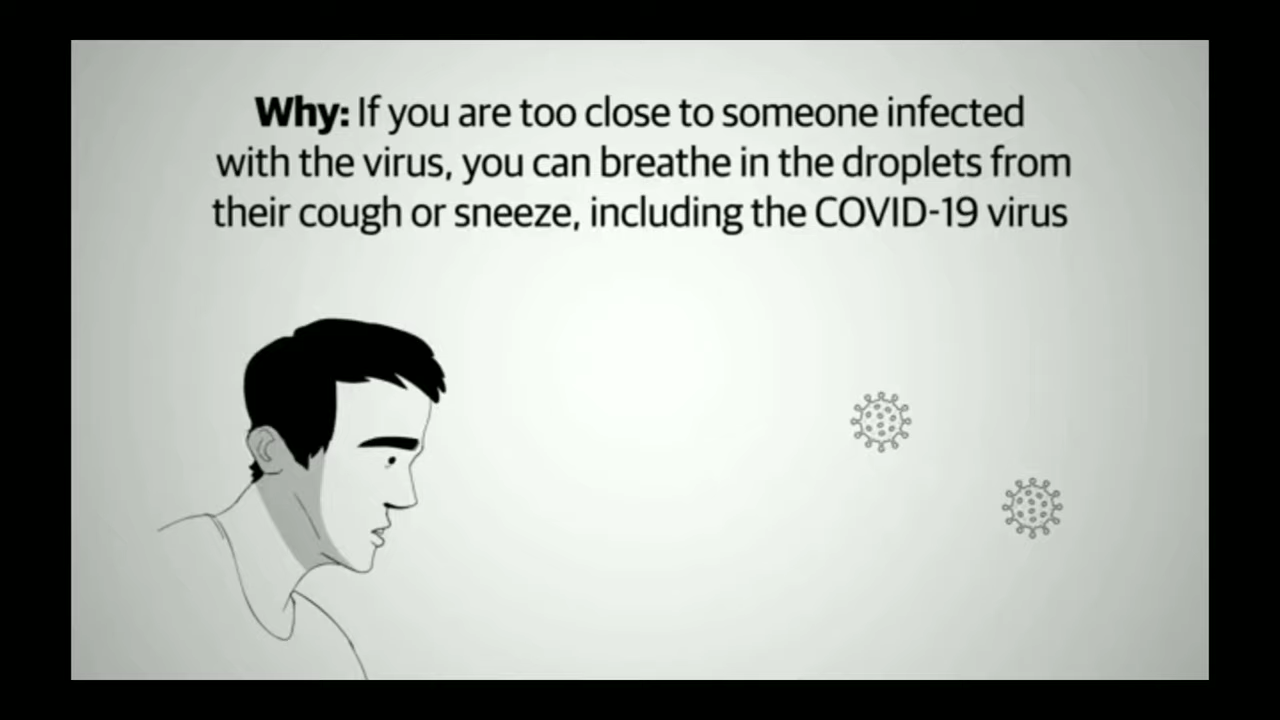 Why: If you are too close to someone infected
with the virus, you can breathe in the droplets from
their cough or sneeze, including the COVID-19 virus